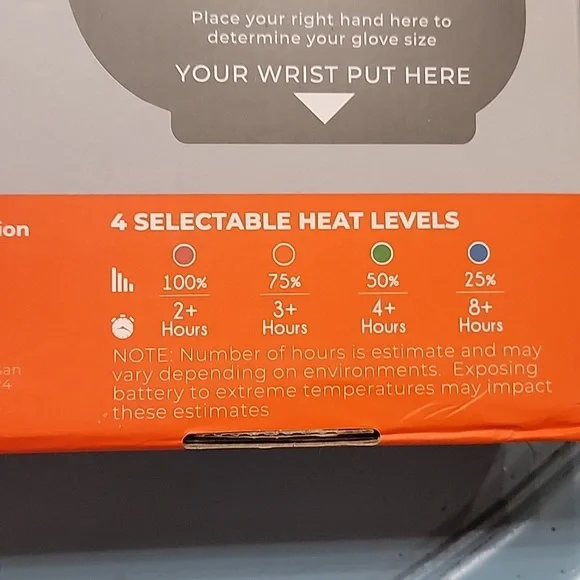 Place your right hand here to
determine your glove size
YOUR WRIST PUT HERE
4 SELECTABLE HEAT LEVELS
100% 75% 50% 25%
2+ 3+ 4+ 8+
Hours Hours Hours Hours
NOTE: Number of hours is estimate and may
vary depending on environments. Exposing
battery to extreme temperatures may impact
these estimates